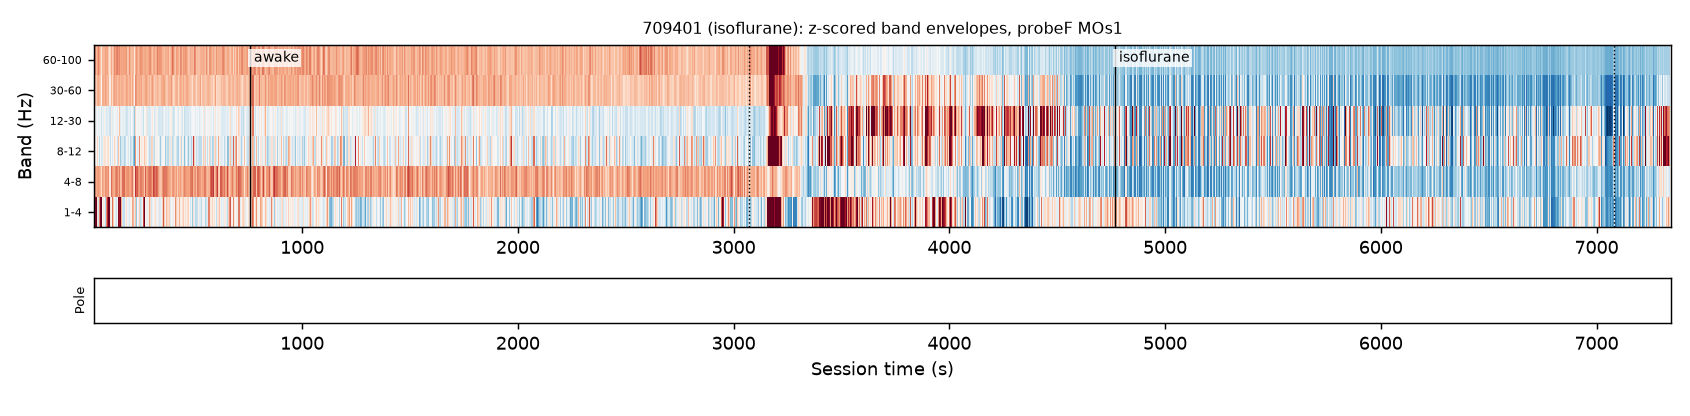 709401 (isoflurane): z-scored band envelopes, probeF MOs1
Band (Hz)
60-100
30-60
12-30
8-12
4-8
1-4
awake
isoflurane
1000 2000 3000 4000 5000 6000 7000
Pole
1000 2000 3000 4000 5000 6000 7000
Session time (s)